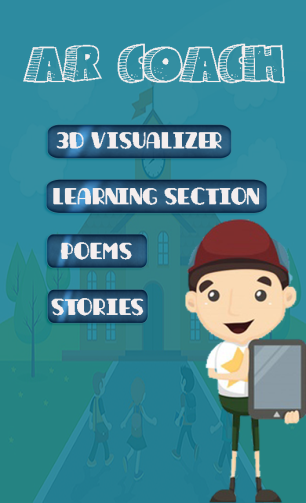 AR COACH
3D VISUALIZER
LEARNING SECTION
POEMS
STORIES